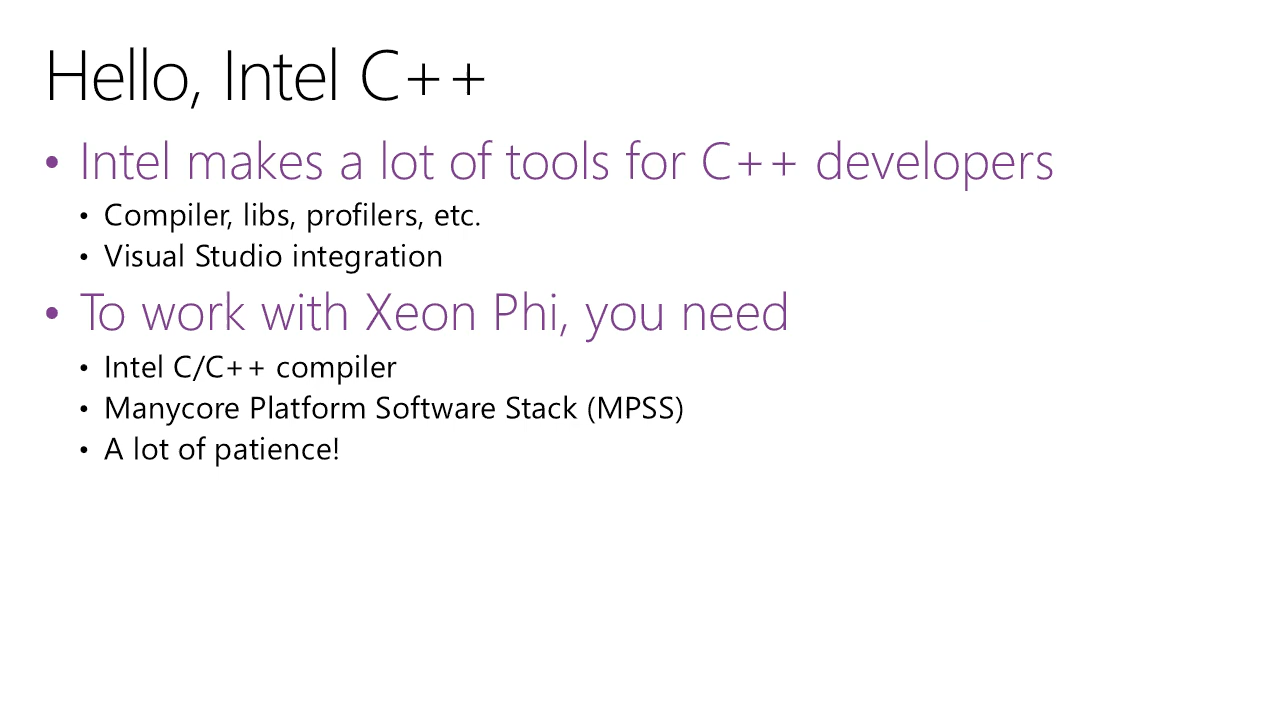 Hello, Intel C++
• Intel makes a lot of tools for C++ developers
• Compiler, libs, profilers, etc.
• Visual Studio integration
• To work with Xeon Phi, you need
• Intel C/C++ compiler
• Manycore Platform Software Stack (MPSS)
• A lot of patience!